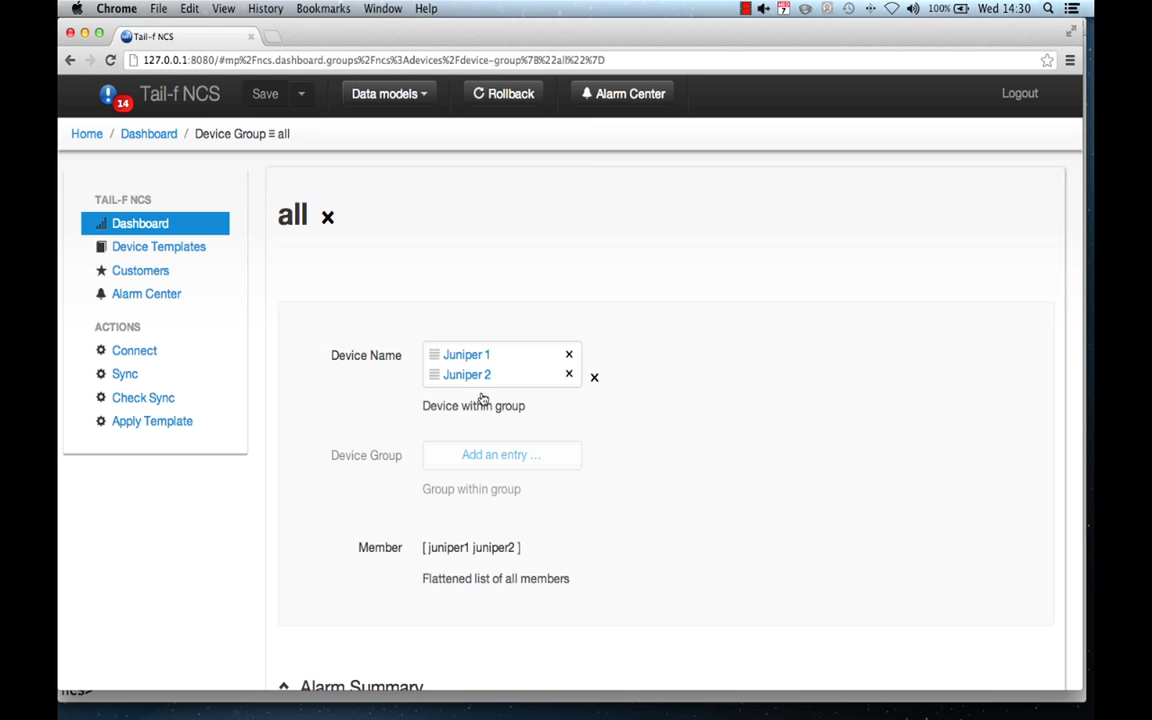 Chrome File Edit View History Bookmarks Window Help 7 100% Wed 14:30
Tail-f NCS
127.0.0.1:8080/#mp%2Fncs.dashboard.groups%2Fncs%3Adevices%2Fdevice-group%7B%22all%22%7D
14 Tail-f NCS Save Data models Rollback Alarm Center Logout
Home / Dashboard / Device Group ≡ all
TAIL-F NCS
Dashboard
Device Templates
Customers
Alarm Center
ACTIONS
Connect
Sync
Check Sync
Apply Template
all ×
Device Name Juniper 1 ×
Juniper 2 × ×
Device within group
Device Group Add an entry ...
Group within group
Member [ juniper1 juniper2 ]
Flattened list of all members
Alarm Summary
ncs>